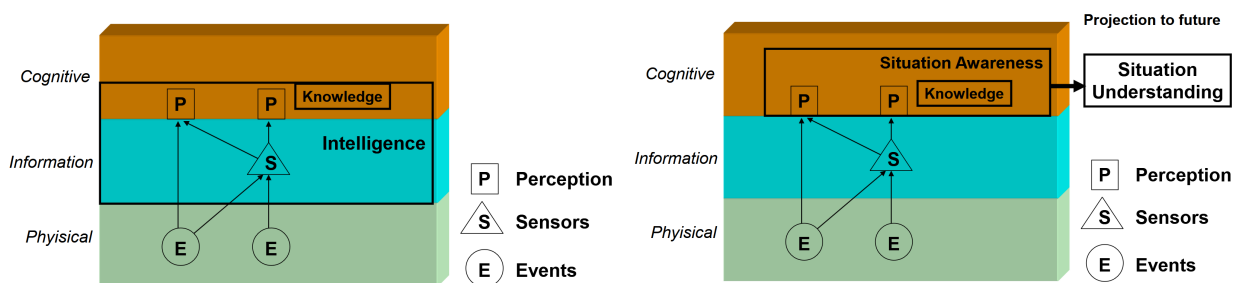 Cognitive
P
P
Knowledge
Intelligence
Information
S
Phyisical
E
E
P Perception
S Sensors
E Events
Projection to future
Cognitive
Situation Awareness
P
P
Knowledge
Situation
Understanding
Information
S
Phyisical
E
E
P Perception
S Sensors
E Events